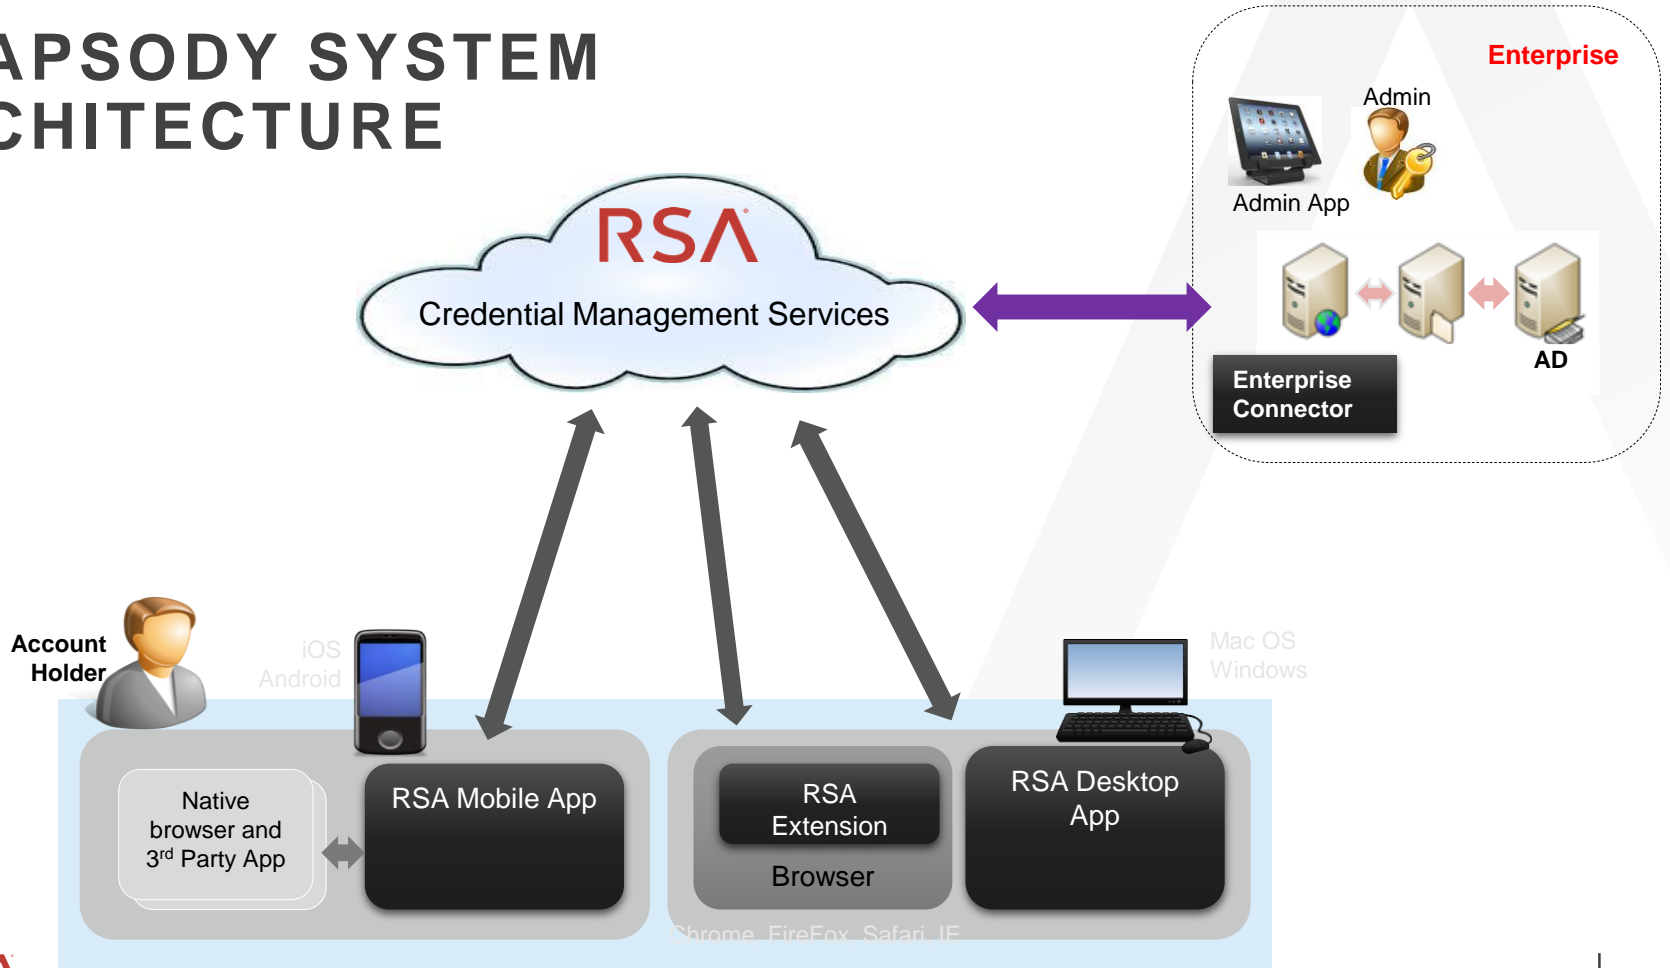 APSODY SYSTEM
CHITECTURE
Enterprise
Admin
Admin App
RSA
Credential Management Services
AD
Enterprise
Connector
Account
Holder
iOS
Android
Mac OS
Windows
Native
browser and
3rd Party App
RSA Mobile App
RSA
Extension
Browser
RSA Desktop
App
Chrome, FireFox, Safari, IE